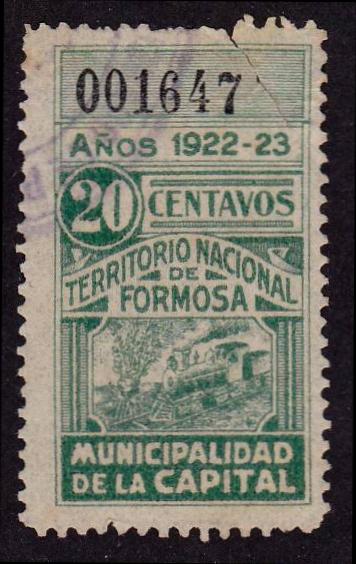 001647
AÑOS 1922-23
20 CENTAVOS
TERRITORIO NACIONAL
DE
FORMOSA
MUNICIPALIDAD
DE LA CAPITAL